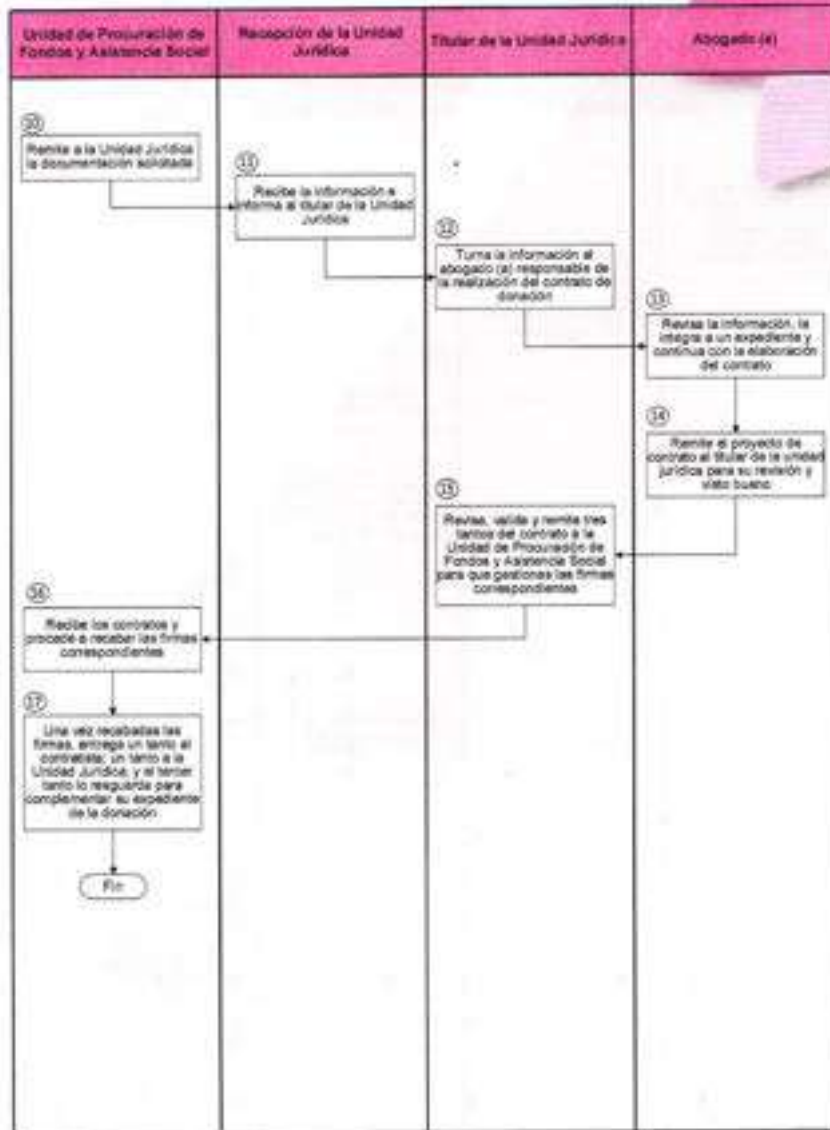 Unidad de Procuración de
Fondos y Asistencia Social
Recepción de la Unidad
Jurídica
Titular de la Unidad Jurídica
Abogado (a)
10
Remite a la Unidad Jurídica
la documentación solicitada
11
Recibe la información e
informa al titular de la Unidad
Jurídica
12
Turna la información al
abogado (a) responsable de
la realización del contrato de
donación
13
Revisa la información, la
integra a un expediente y
continua con la elaboración
del contrato
14
Remite el proyecto de
contrato al titular de la unidad
jurídica para su revisión y
visto bueno
15
Revisa, valida y remite tres
tantos del contrato a la
Unidad de Procuración de
Fondos y Asistencia Social
para que gestiones las firmas
correspondientes
16
Recibe los contratos y
procede a recabar las firmas
correspondientes
17
Una vez recabadas las
firmas, entrega un tanto al
contratista; un tanto a la
Unidad Jurídica; y el tercer
tanto lo resguarda para
complementar su expediente
de la donación
Fin